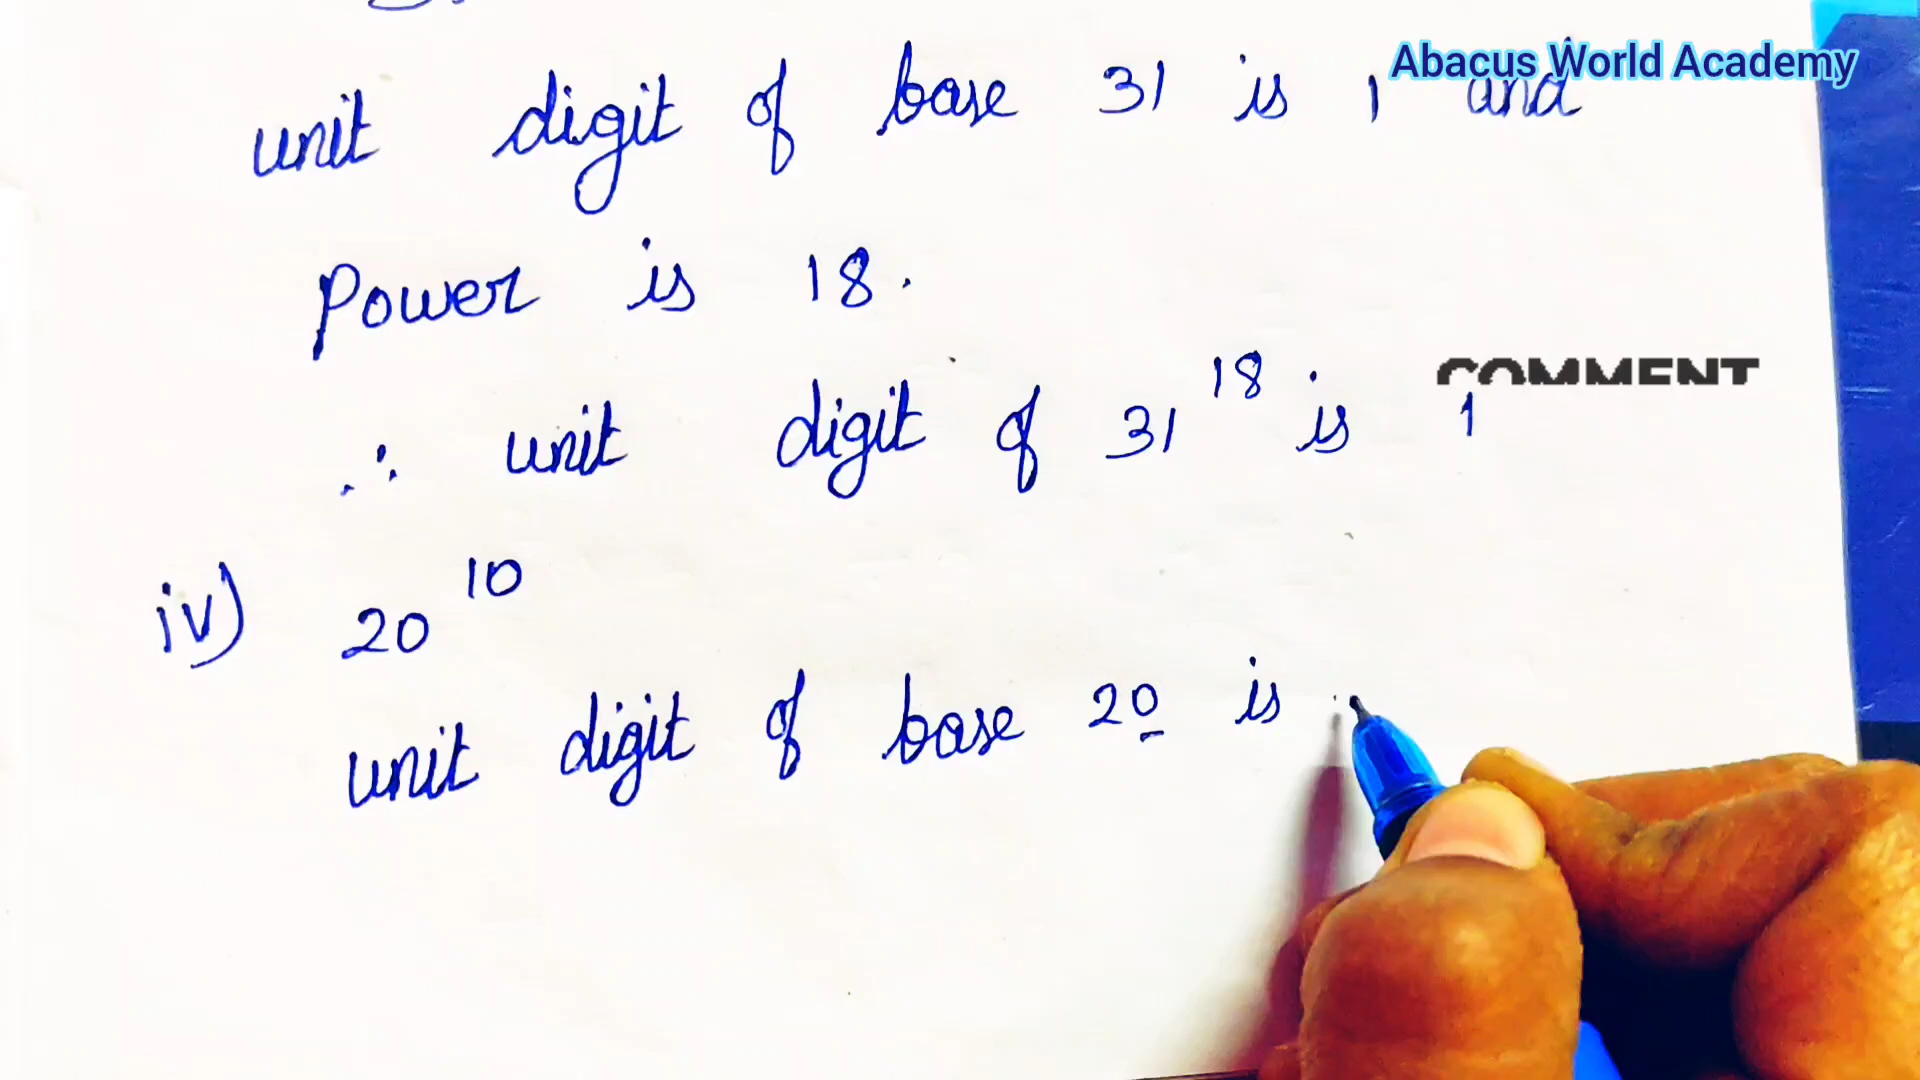 Abacus World Academy
unit digit of base 31 is 1 and
Power is 18.
COMMENT
∴ unit digit of 31^18 is 1
iv) 20^10
unit digit of base 20 is